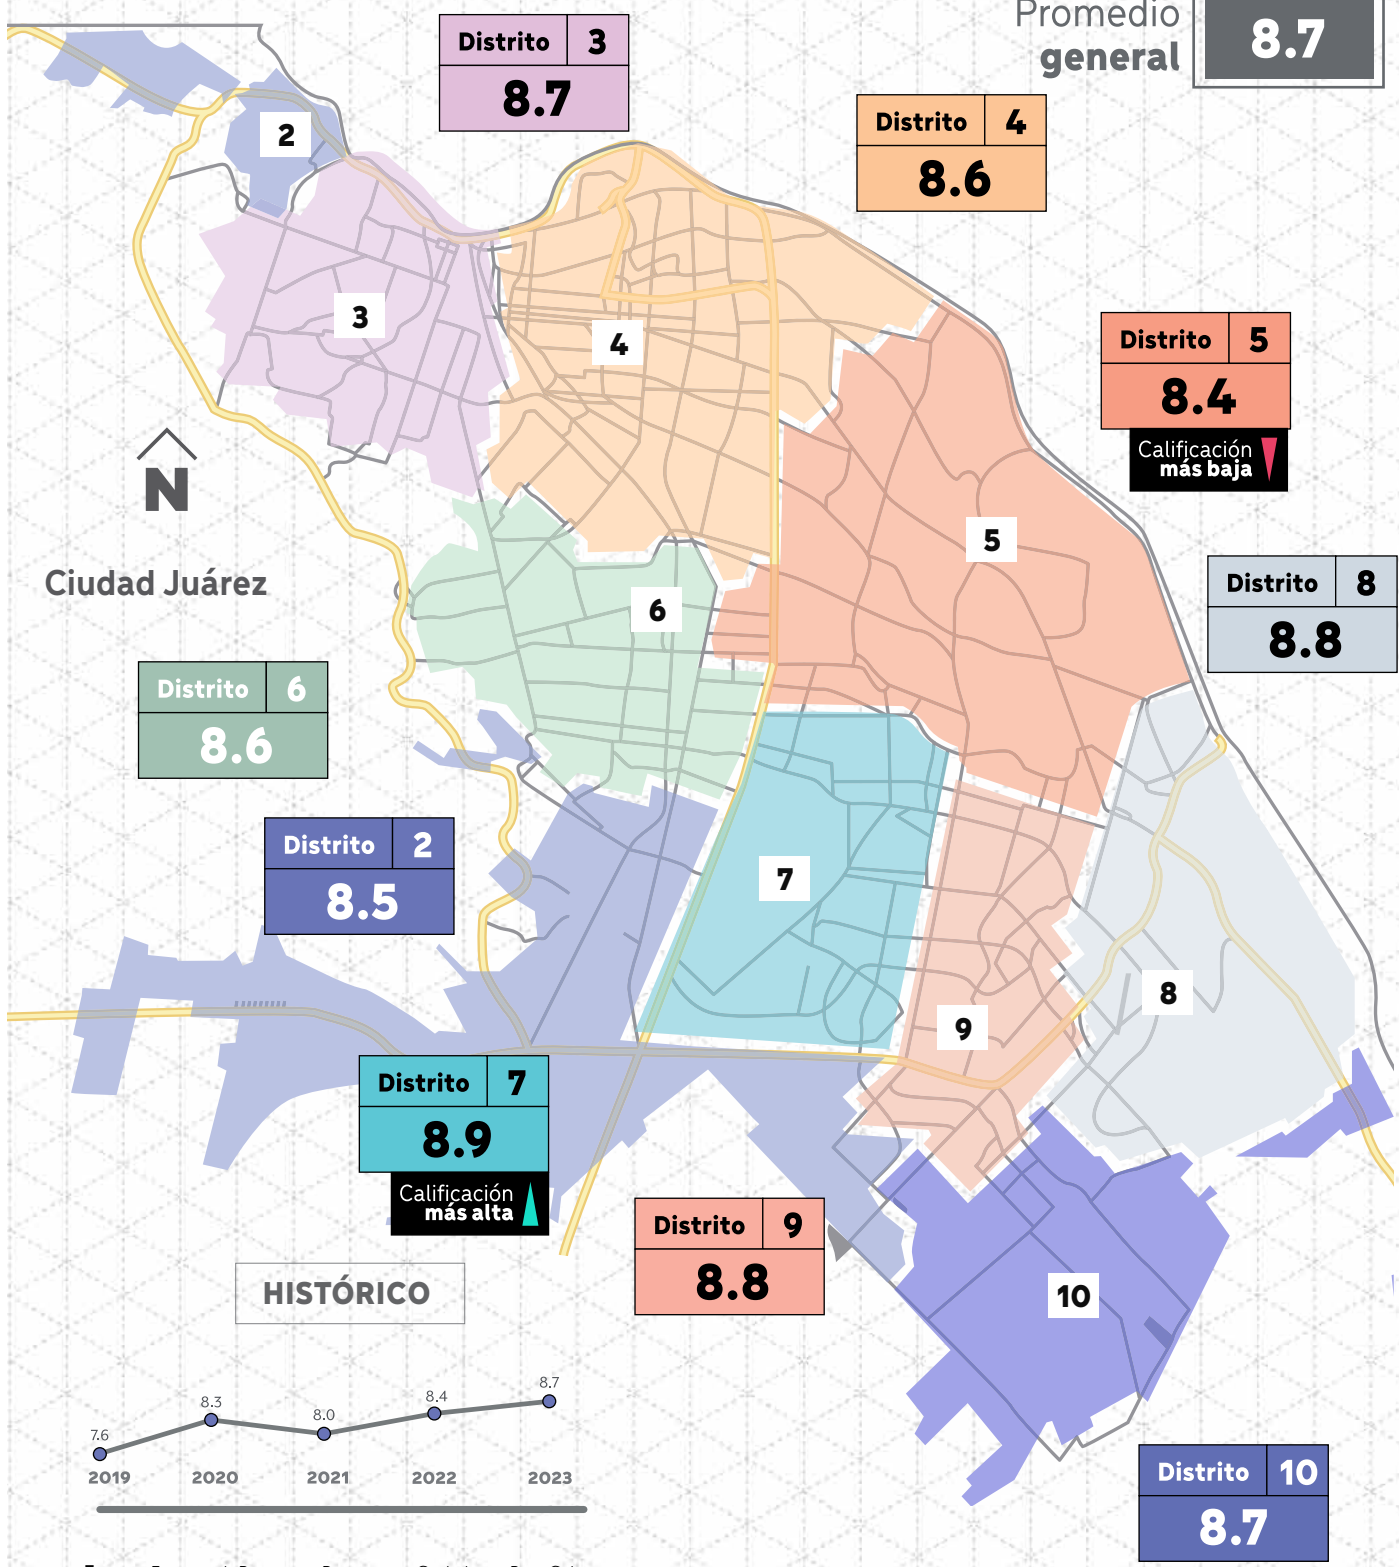 Promedio
general
8.7
Distrito 3
8.7
Distrito 4
8.6
2
3
4
Distrito 5
8.4
Calificación
más baja
N
5
Ciudad Juárez
Distrito 8
8.8
6
Distrito 6
8.6
Distrito 2
8.5
7
8
9
Distrito 7
8.9
Calificación
más alta
Distrito 9
8.8
10
HISTÓRICO
7.6 8.3 8.0 8.4 8.7
2019 2020 2021 2022 2023
Distrito 10
8.7